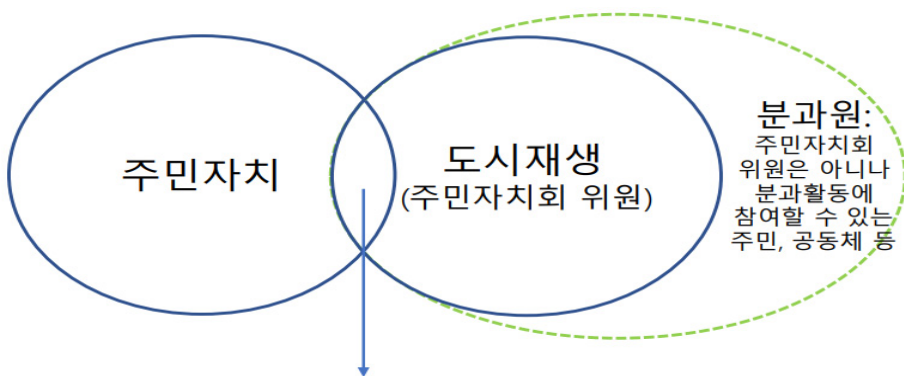 주민자치
도시재생
(주민자치회 위원)
분과원:
주민자치회
위원은 아니나
분과활동에
참여할 수 있는
주민, 공동체 등